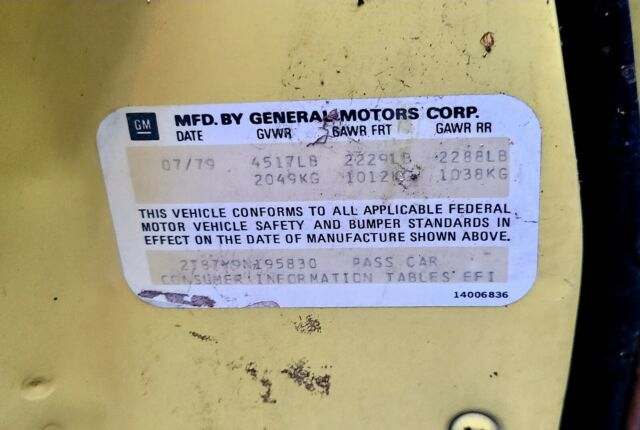 GM MFD. BY GENERAL MOTORS CORP.
DATE GVWR GAWR FRT GAWR RR
07/79 4517LB 2229LB 2288LB
2049KG 1012KG 1038KG
THIS VEHICLE CONFORMS TO ALL APPLICABLE FEDERAL
MOTOR VEHICLE SAFETY AND BUMPER STANDARDS IN
EFFECT ON THE DATE OF MANUFACTURE SHOWN ABOVE.
PASS CAR
CONSUMER INFORMATION TABLES EFI
14006836